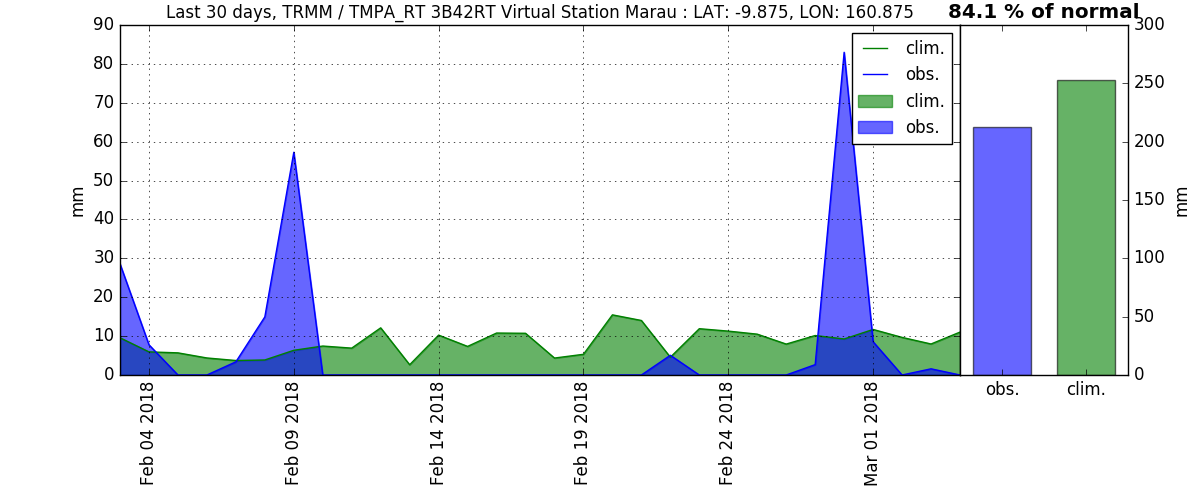 Last 30 days, TRMM / TMPA_RT 3B42RT Virtual Station Marau : LAT: -9.875, LON: 160.875
84.1 % of normal
90
80
70
60
50
40
30
20
10
0
mm
clim.
obs.
clim.
obs.
Feb 04 2018
Feb 09 2018
Feb 14 2018
Feb 19 2018
Feb 24 2018
Mar 01 2018
300
250
200
150
100
50
0
mm
obs.
clim.